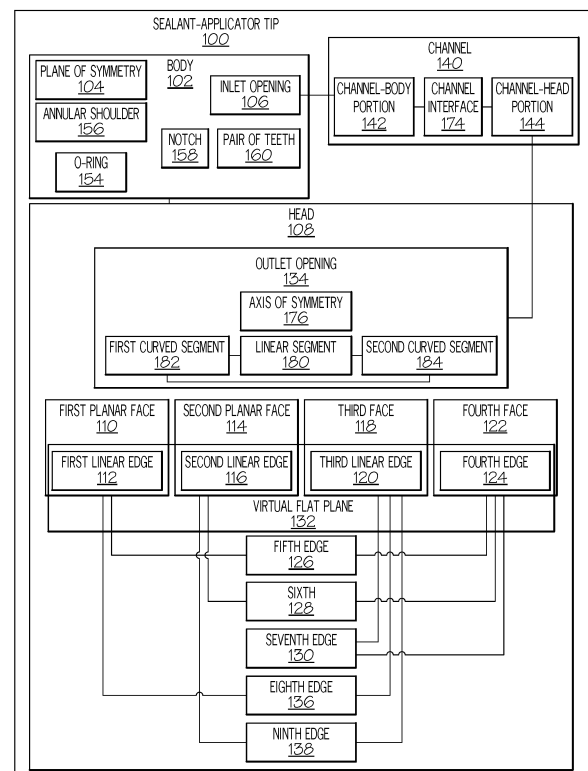 SEALANT-APPLICATOR TIP
100
BODY
102
PLANE OF SYMMETRY
104
INLET OPENING
106
ANNULAR SHOULDER
156
NOTCH
158
PAIR OF TEETH
160
O-RING
154
CHANNEL
140
CHANNEL-BODY
PORTION
142
CHANNEL
INTERFACE
174
CHANNEL-HEAD
PORTION
144
HEAD
108
OUTLET OPENING
134
AXIS OF SYMMETRY
176
FIRST CURVED SEGMENT
182
LINEAR SEGMENT
180
SECOND CURVED SEGMENT
184
FIRST PLANAR FACE
110
SECOND PLANAR FACE
114
THIRD FACE
118
FOURTH FACE
122
FIRST LINEAR EDGE
112
SECOND LINEAR EDGE
116
THIRD LINEAR EDGE
120
FOURTH EDGE
124
VIRTUAL FLAT PLANE
132
FIFTH EDGE
126
SIXTH
128
SEVENTH EDGE
130
EIGHTH EDGE
136
NINTH EDGE
138